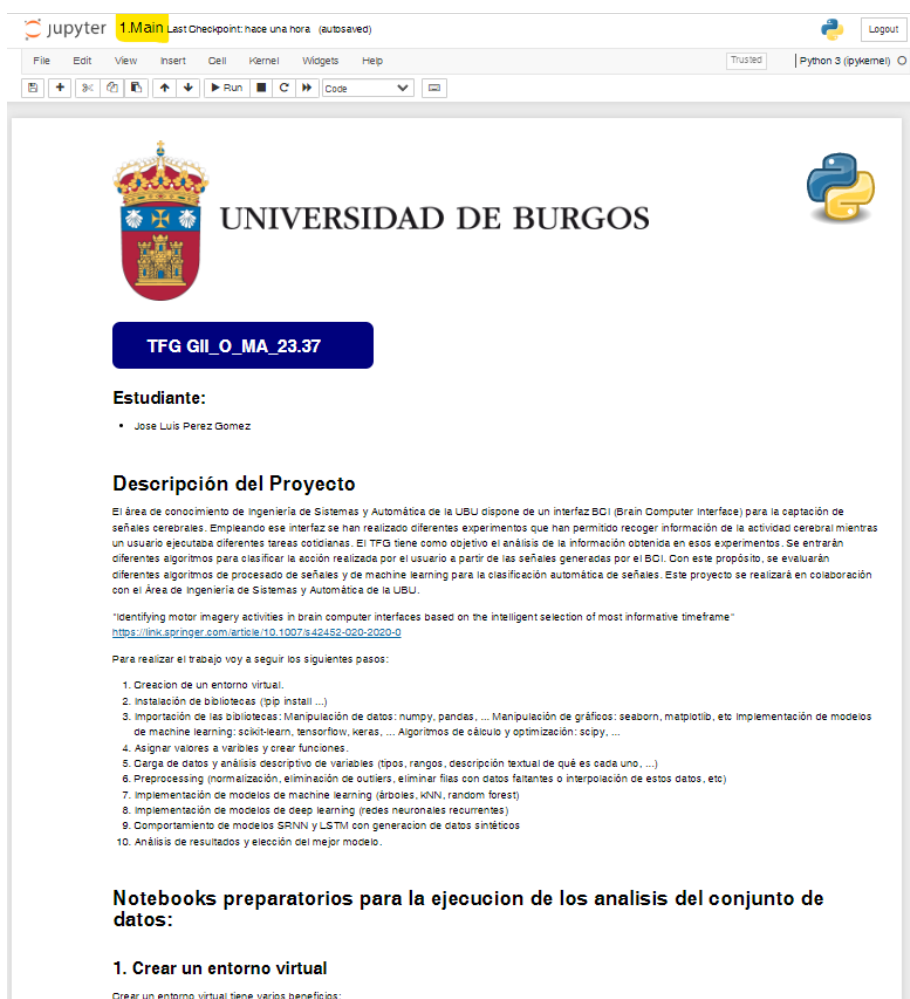 jupyter 1.Main Last Checkpoint: hace una hora (autosaved)
Logout
File Edit View Insert Cell Kernel Widgets Help
Trusted Python 3 (ipykernel)
Run Code
UNIVERSIDAD DE BURGOS
TFG GII_O_MA_23.37
Estudiante:
• Jose Luis Perez Gomez
Descripción del Proyecto
El área de conocimiento de Ingeniería de Sistemas y Automática de la UBU dispone de un interfaz BCI (Brain Computer Interface) para la captación de
señales cerebrales. Empleando ese interfaz se han realizado diferentes experimentos que han permitido recoger información de la actividad cerebral mientras
un usuario ejecutaba diferentes tareas cotidianas. El TFG tiene como objetivo el análisis de la información obtenida en esos experimentos. Se entrarán
diferentes algoritmos para clasificar la acción realizada por el usuario a partir de las señales generadas por el BCI. Con este propósito, se evaluarán
diferentes algoritmos de procesado de señales y de machine learning para la clasificación automática de señales. Este proyecto se realizará en colaboración
con el Área de Ingeniería de Sistemas y Automática de la UBU.
"Identifying motor imagery activities in brain computer interfaces based on the intelligent selection of most informative timeframe"
https://link.springer.com/article/10.1007/s42452-020-2020-0
Para realizar el trabajo voy a seguir los siguientes pasos:
1. Creacion de un entorno virtual.
2. Instalación de bibliotecas (!pip install ...)
3. Importación de las bibliotecas: Manipulación de datos: numpy, pandas, ... Manipulación de gráficos: seaborn, matplotlib, etc Implementación de modelos
de machine learning: scikit-learn, tensorflow, keras, ... Algoritmos de cálculo y optimización: scipy, ...
4. Asignar valores a varibles y crear funciones.
5. Carga de datos y análisis descriptivo de variables (tipos, rangos, descripción textual de qué es cada uno, ...)
6. Preprocessing (normalización, eliminación de outliers, eliminar filas con datos faltantes o interpolación de estos datos, etc)
7. Implementación de modelos de machine learning (árboles, kNN, random forest)
8. Implementación de modelos de deep learning (redes neuronales recurrentes)
9. Comportamiento de modelos SRNN y LSTM con generacion de datos sintéticos
10. Análisis de resultados y elección del mejor modelo.
Notebooks preparatorios para la ejecucion de los analisis del conjunto de
datos:
1. Crear un entorno virtual
Crear un entorno virtual tiene varios beneficios: